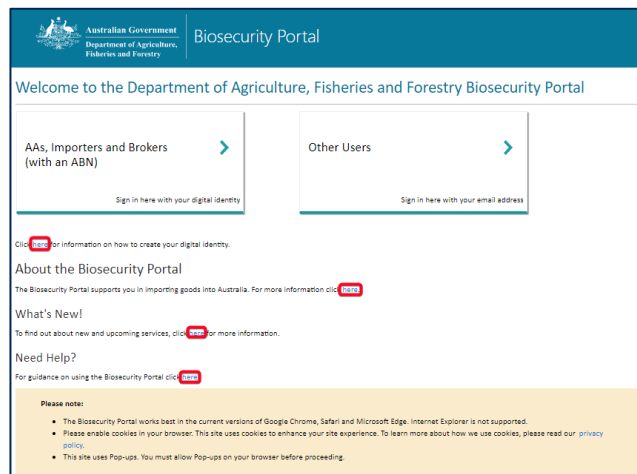 Australian Government
Department of Agriculture,
Fisheries and Forestry
Biosecurity Portal
Welcome to the Department of Agriculture, Fisheries and Forestry Biosecurity Portal
AAs, Importers and Brokers
(with an ABN)
Sign in here with your digital identity
Other Users
Sign in here with your email address
Click here for information on how to create your digital identity.
About the Biosecurity Portal
The Biosecurity Portal supports you in importing goods into Australia. For more information click here.
What's New!
To find out about new and upcoming services, click here for more information.
Need Help?
For guidance on using the Biosecurity Portal click here
Please note:
• The Biosecurity Portal works best in the current versions of Google Chrome, Safari and Microsoft Edge. Internet Explorer is not supported.
• Please enable cookies in your browser. This site uses cookies to enhance your site experience. To learn more about how we use cookies, please read our privacy
policy.
• This site uses Pop-ups. You must allow Pop-ups on your browser before proceeding.